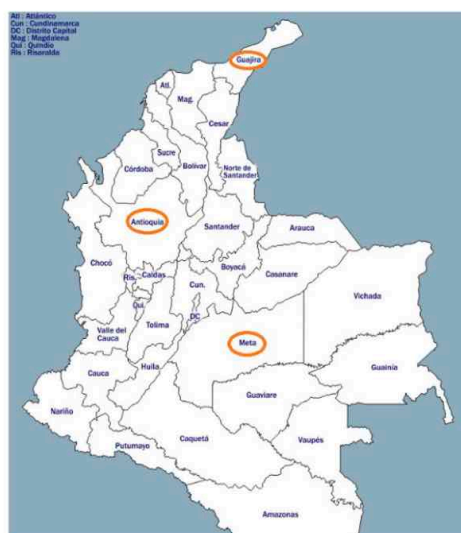 Atl : Atlántico
Cun : Cundinamarca
DC : Distrito Capital
Mag : Magdalena
Qui : Quindío
Ris : Risaralda
Guajira
Atl.
Mag.
Cesar
Sucre
Córdoba
Bolívar
Norte de
Santander
Antioquia
Santander
Arauca
Chocó
Boyacá
Ris.
Caldas
Casanare
Cun.
Vichada
Qui.
DC
Valle del
Cauca
Tolima
Meta
Huila
Guainía
Cauca
Guaviare
Nariño
Caquetá
Vaupés
Putumayo
Amazonas